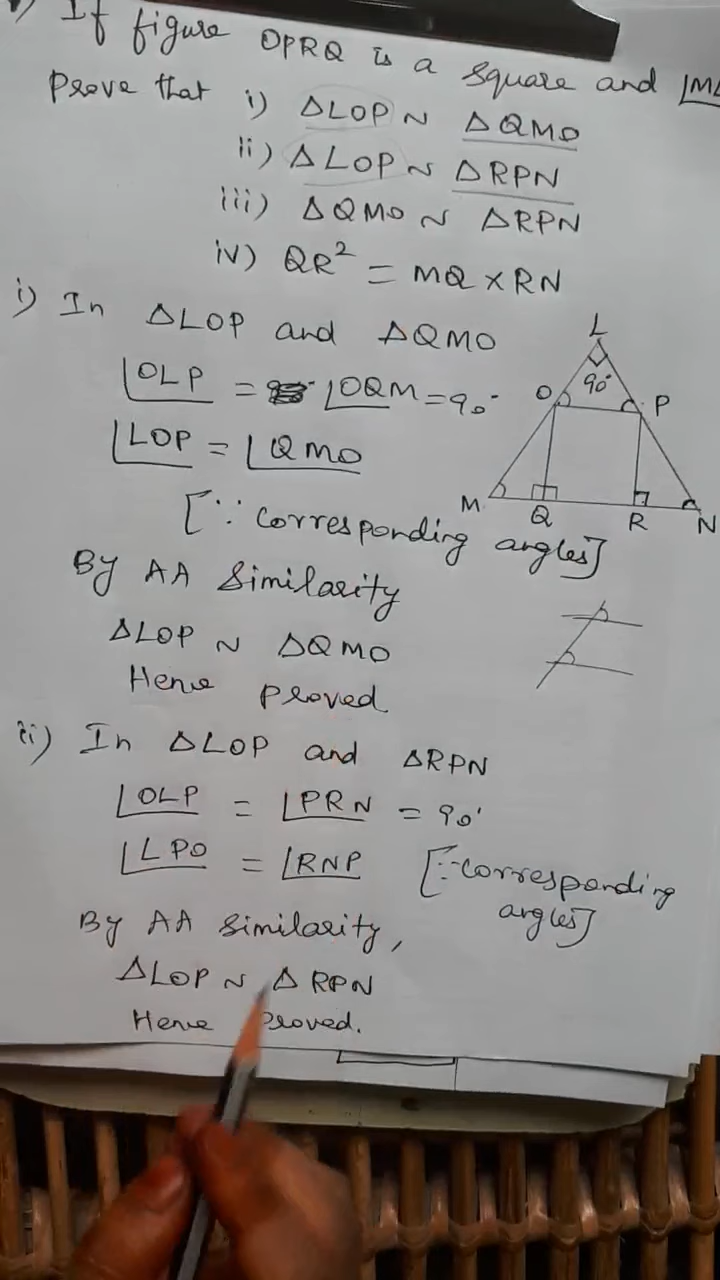 If figure OPRQ is a square and ∠ML
Prove that i) ΔLOP ~ ΔQMO
ii) ΔLOP ~ ΔRPN
iii) ΔQMO ~ ΔRPN
iv) QR² = MQ × RN
i) In ΔLOP and ΔQMO
∠OLP = ∠OQM = 90°
∠LOP = ∠QMO
[∵ corresponding angles]
By AA Similarity
ΔLOP ~ ΔQMO
Hence proved.
L
90°
O P
M Q R N
ii) In ΔLOP and ΔRPN
∠OLP = ∠PRN = 90°
∠LPO = ∠RNP [∵ corresponding
angles]
By AA Similarity,
ΔLOP ~ ΔRPN
Hence proved.